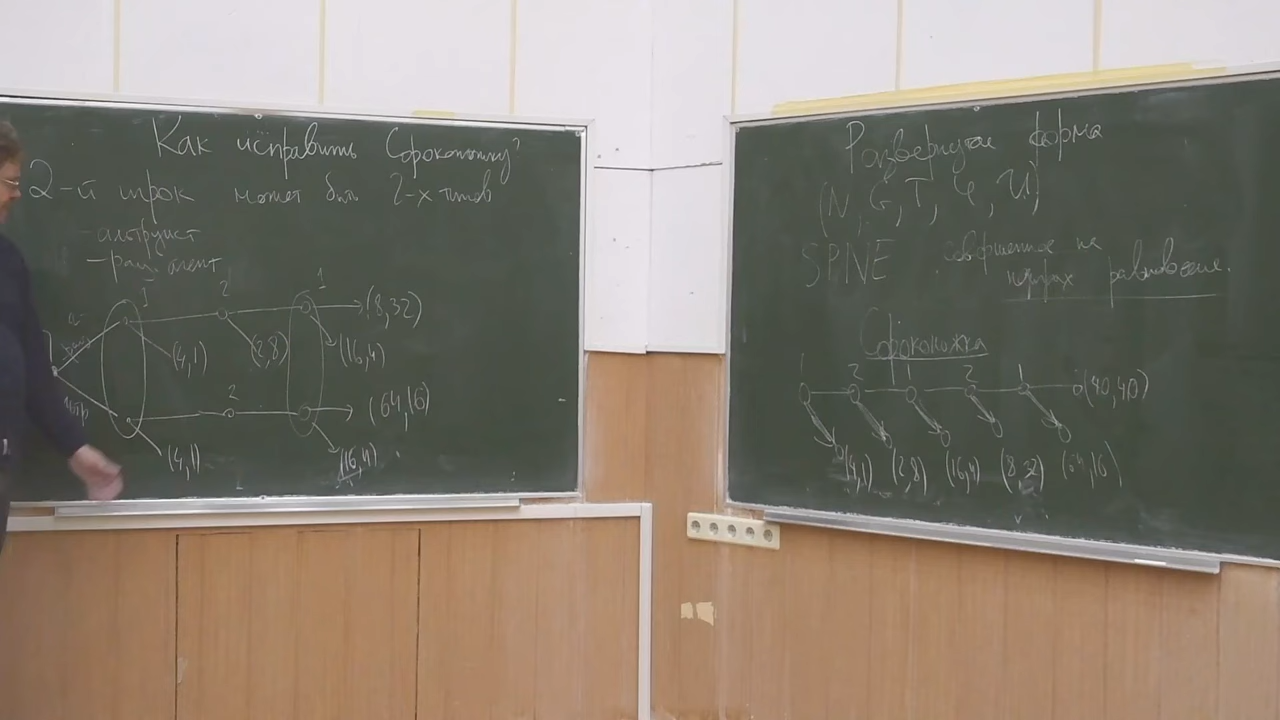 Как исправить Сороконожку?
2-й игрок может быть 2-х типов
- альтруист
- рац. агент
1 2 1
(8,32)
(4,1) (2,8) (16,4)
2
(64,16)
(4,1) (16,4)
Развернутая форма
(N, G, T, Ч, U)
SPNE совершенное на
играх равновесие.
Сороконожка
1 2 1 2 1 (40,40)
(4,1) (2,8) (16,4) (8,32) (64,16)